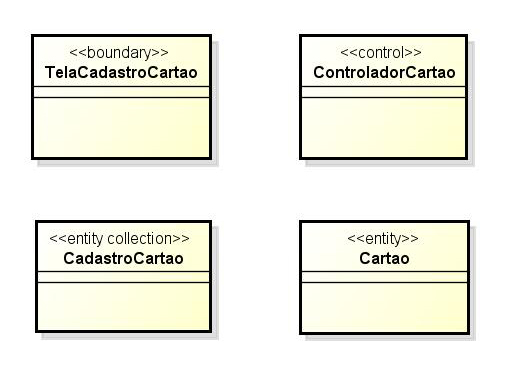 <<boundary>>
TelaCadastroCartao
<<control>>
ControladorCartao
<<entity collection>>
CadastroCartao
<<entity>>
Cartao